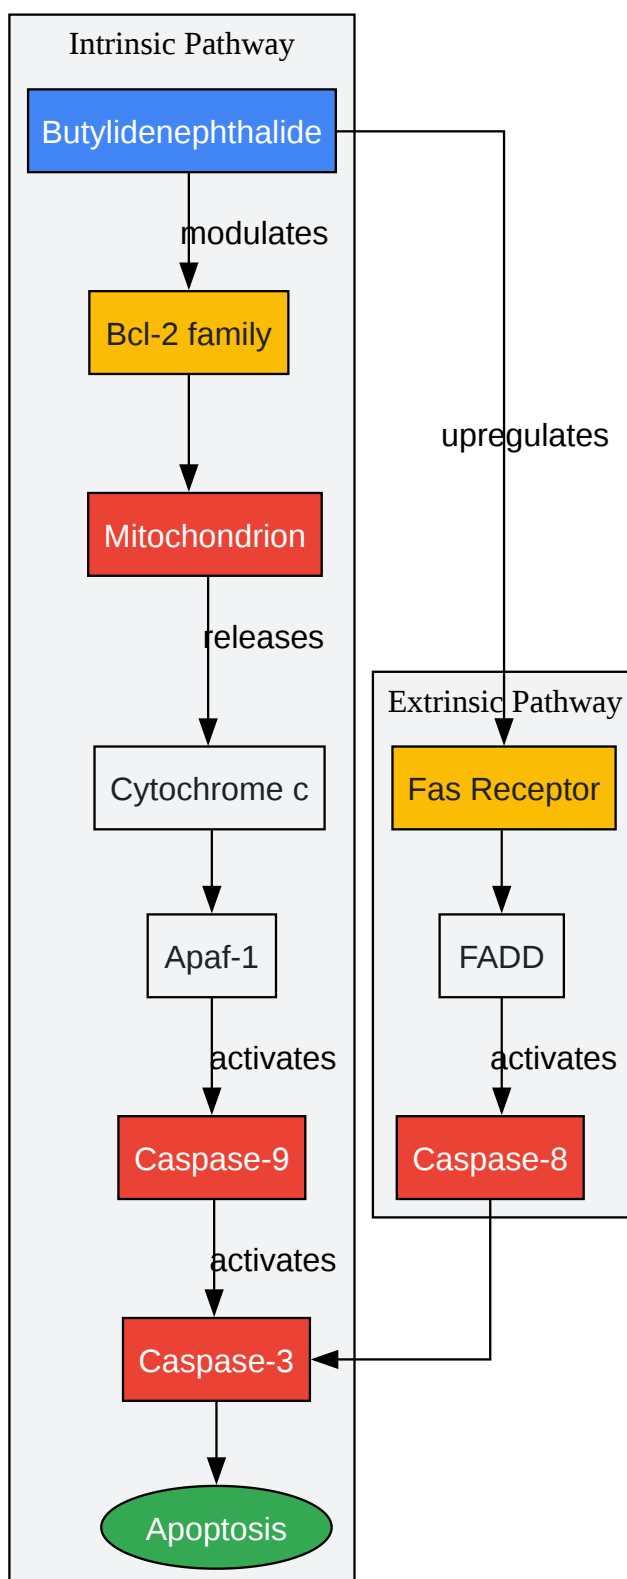 Intrinsic Pathway
Butylidenephthalide
modulates
Bcl-2 family
upregulates
Mitochondrion
releases
Extrinsic Pathway
Cytochrome c
Fas Receptor
Apaf-1
FADD
activates
activates
Caspase-9
Caspase-8
activates
Caspase-3
Apoptosis